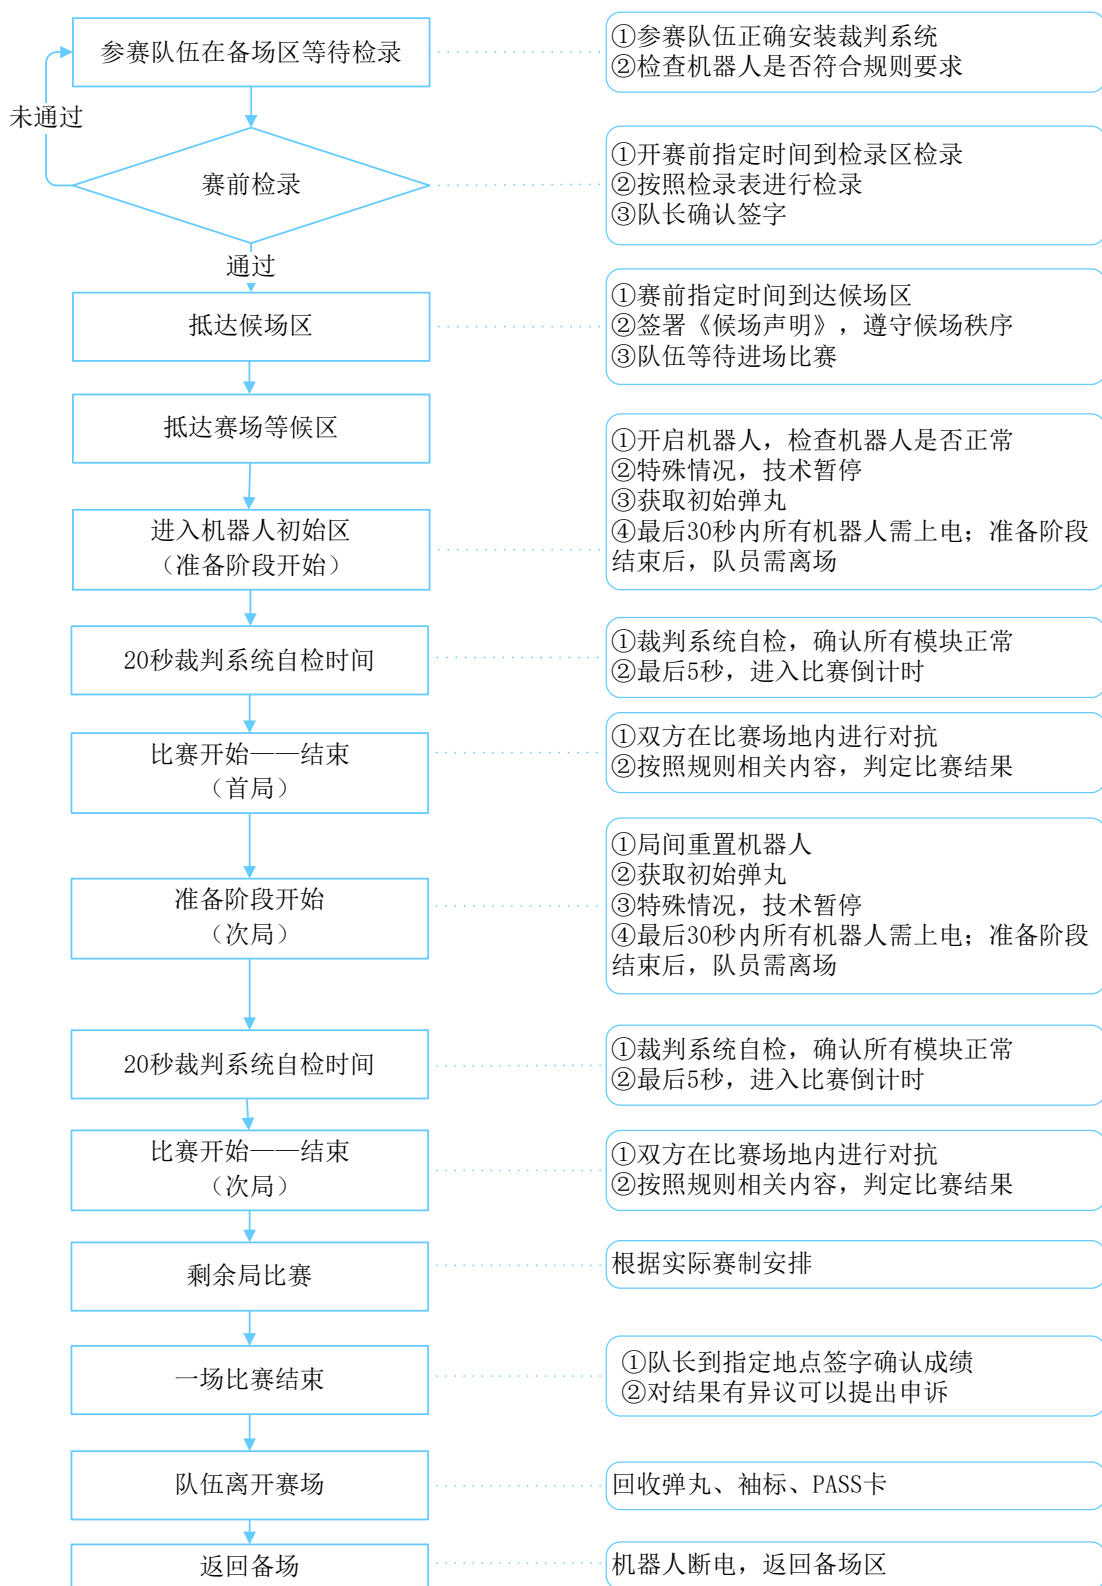 参赛队伍在备场区等待检录
①参赛队伍正确安装裁判系统
②检查机器人是否符合规则要求
未通过
赛前检录
①开赛前指定时间到检录区检录
②按照检录表进行检录
③队长确认签字
通过
抵达候场区
①赛前指定时间到达候场区
②签署《候场声明》，遵守候场秩序
③队伍等待进场比赛
抵达赛场等候区
进入机器人初始区
（准备阶段开始）
①开启机器人，检查机器人是否正常
②特殊情况，技术暂停
③获取初始弹丸
④最后30秒内所有机器人需上电；准备阶段
结束后，队员需离场
20秒裁判系统自检时间
①裁判系统自检，确认所有模块正常
②最后5秒，进入比赛倒计时
比赛开始——结束
（首局）
①双方在比赛场地内进行对抗
②按照规则相关内容，判定比赛结果
准备阶段开始
（次局）
①局间重置机器人
②获取初始弹丸
③特殊情况，技术暂停
④最后30秒内所有机器人需上电；准备阶段
结束后，队员需离场
20秒裁判系统自检时间
①裁判系统自检，确认所有模块正常
②最后5秒，进入比赛倒计时
比赛开始——结束
（次局）
①双方在比赛场地内进行对抗
②按照规则相关内容，判定比赛结果
剩余局比赛
根据实际赛制安排
一场比赛结束
①队长到指定地点签字确认成绩
②对结果有异议可以提出申诉
队伍离开赛场
回收弹丸、袖标、PASS卡
返回备场
机器人断电，返回备场区